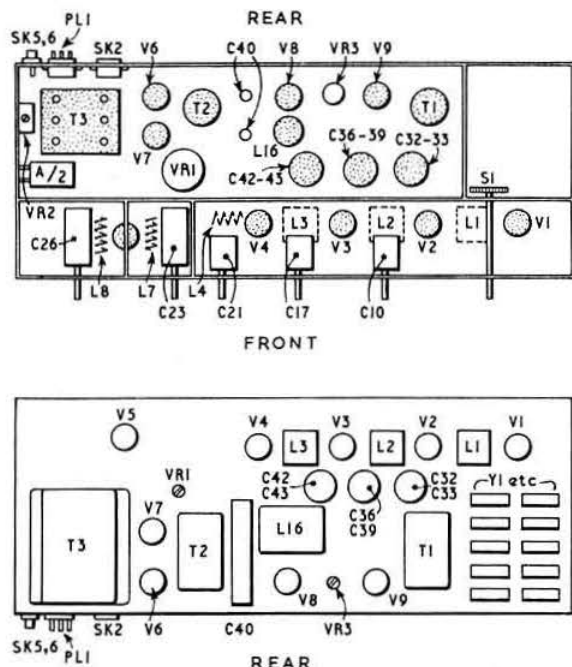 REAR
SK5,6 PL1 SK2 V6 C40 V8 VR3 V9
T3 T2 T1
V7 L16 C36-39 C32-33
VR1 C42-43 S1
A/2
VR2
L3 L2 L1
V4 V3 V2 V1
C26
L8 L7 L4 C21 C17 C10
C23
FRONT
V5 V4 V3 V2 V1
L3 L2 L1
VR1 C42 C32 Y1 etc
C43 C33
V7 C36
C39
T3 T2 L16 T1
V8 V9
SK5,6 SK2 V6 C40 VR3
PL1
REAR